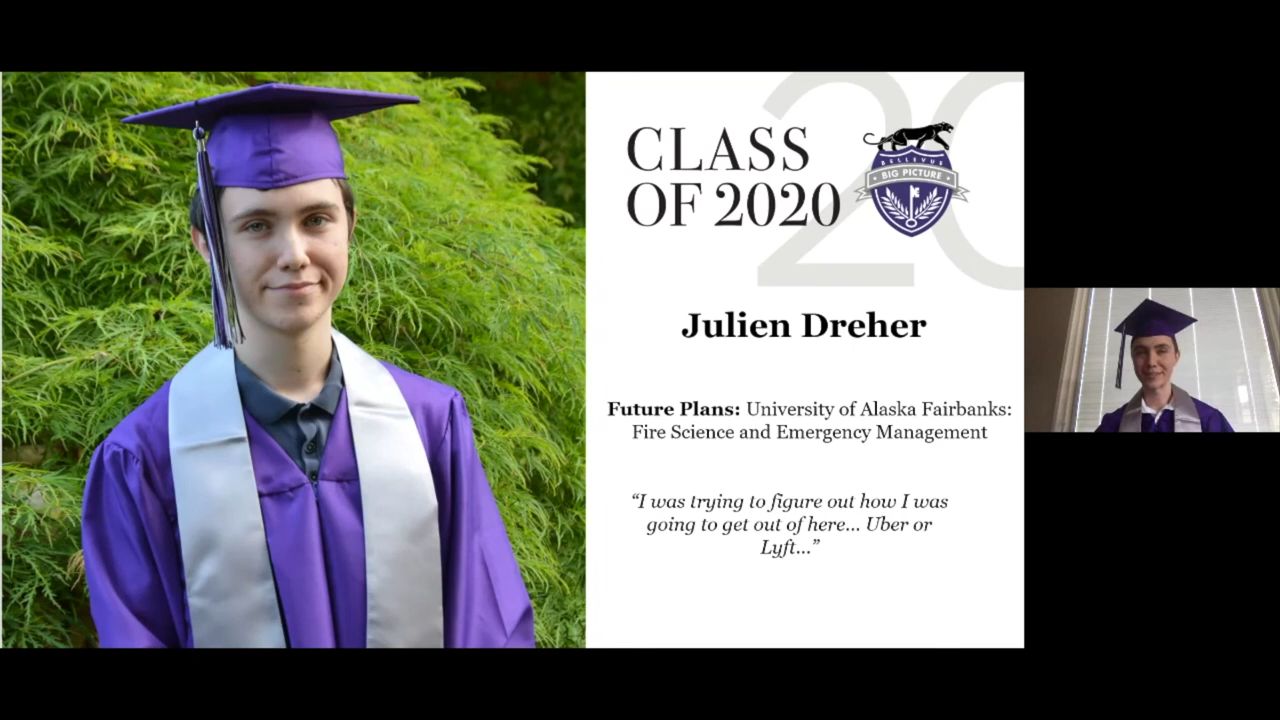 CLASS
OF 2020
20
BELLEVUE
BIG PICTURE
Julien Dreher
Future Plans: University of Alaska Fairbanks:
Fire Science and Emergency Management
“I was trying to figure out how I was
going to get out of here... Uber or
Lyft...”